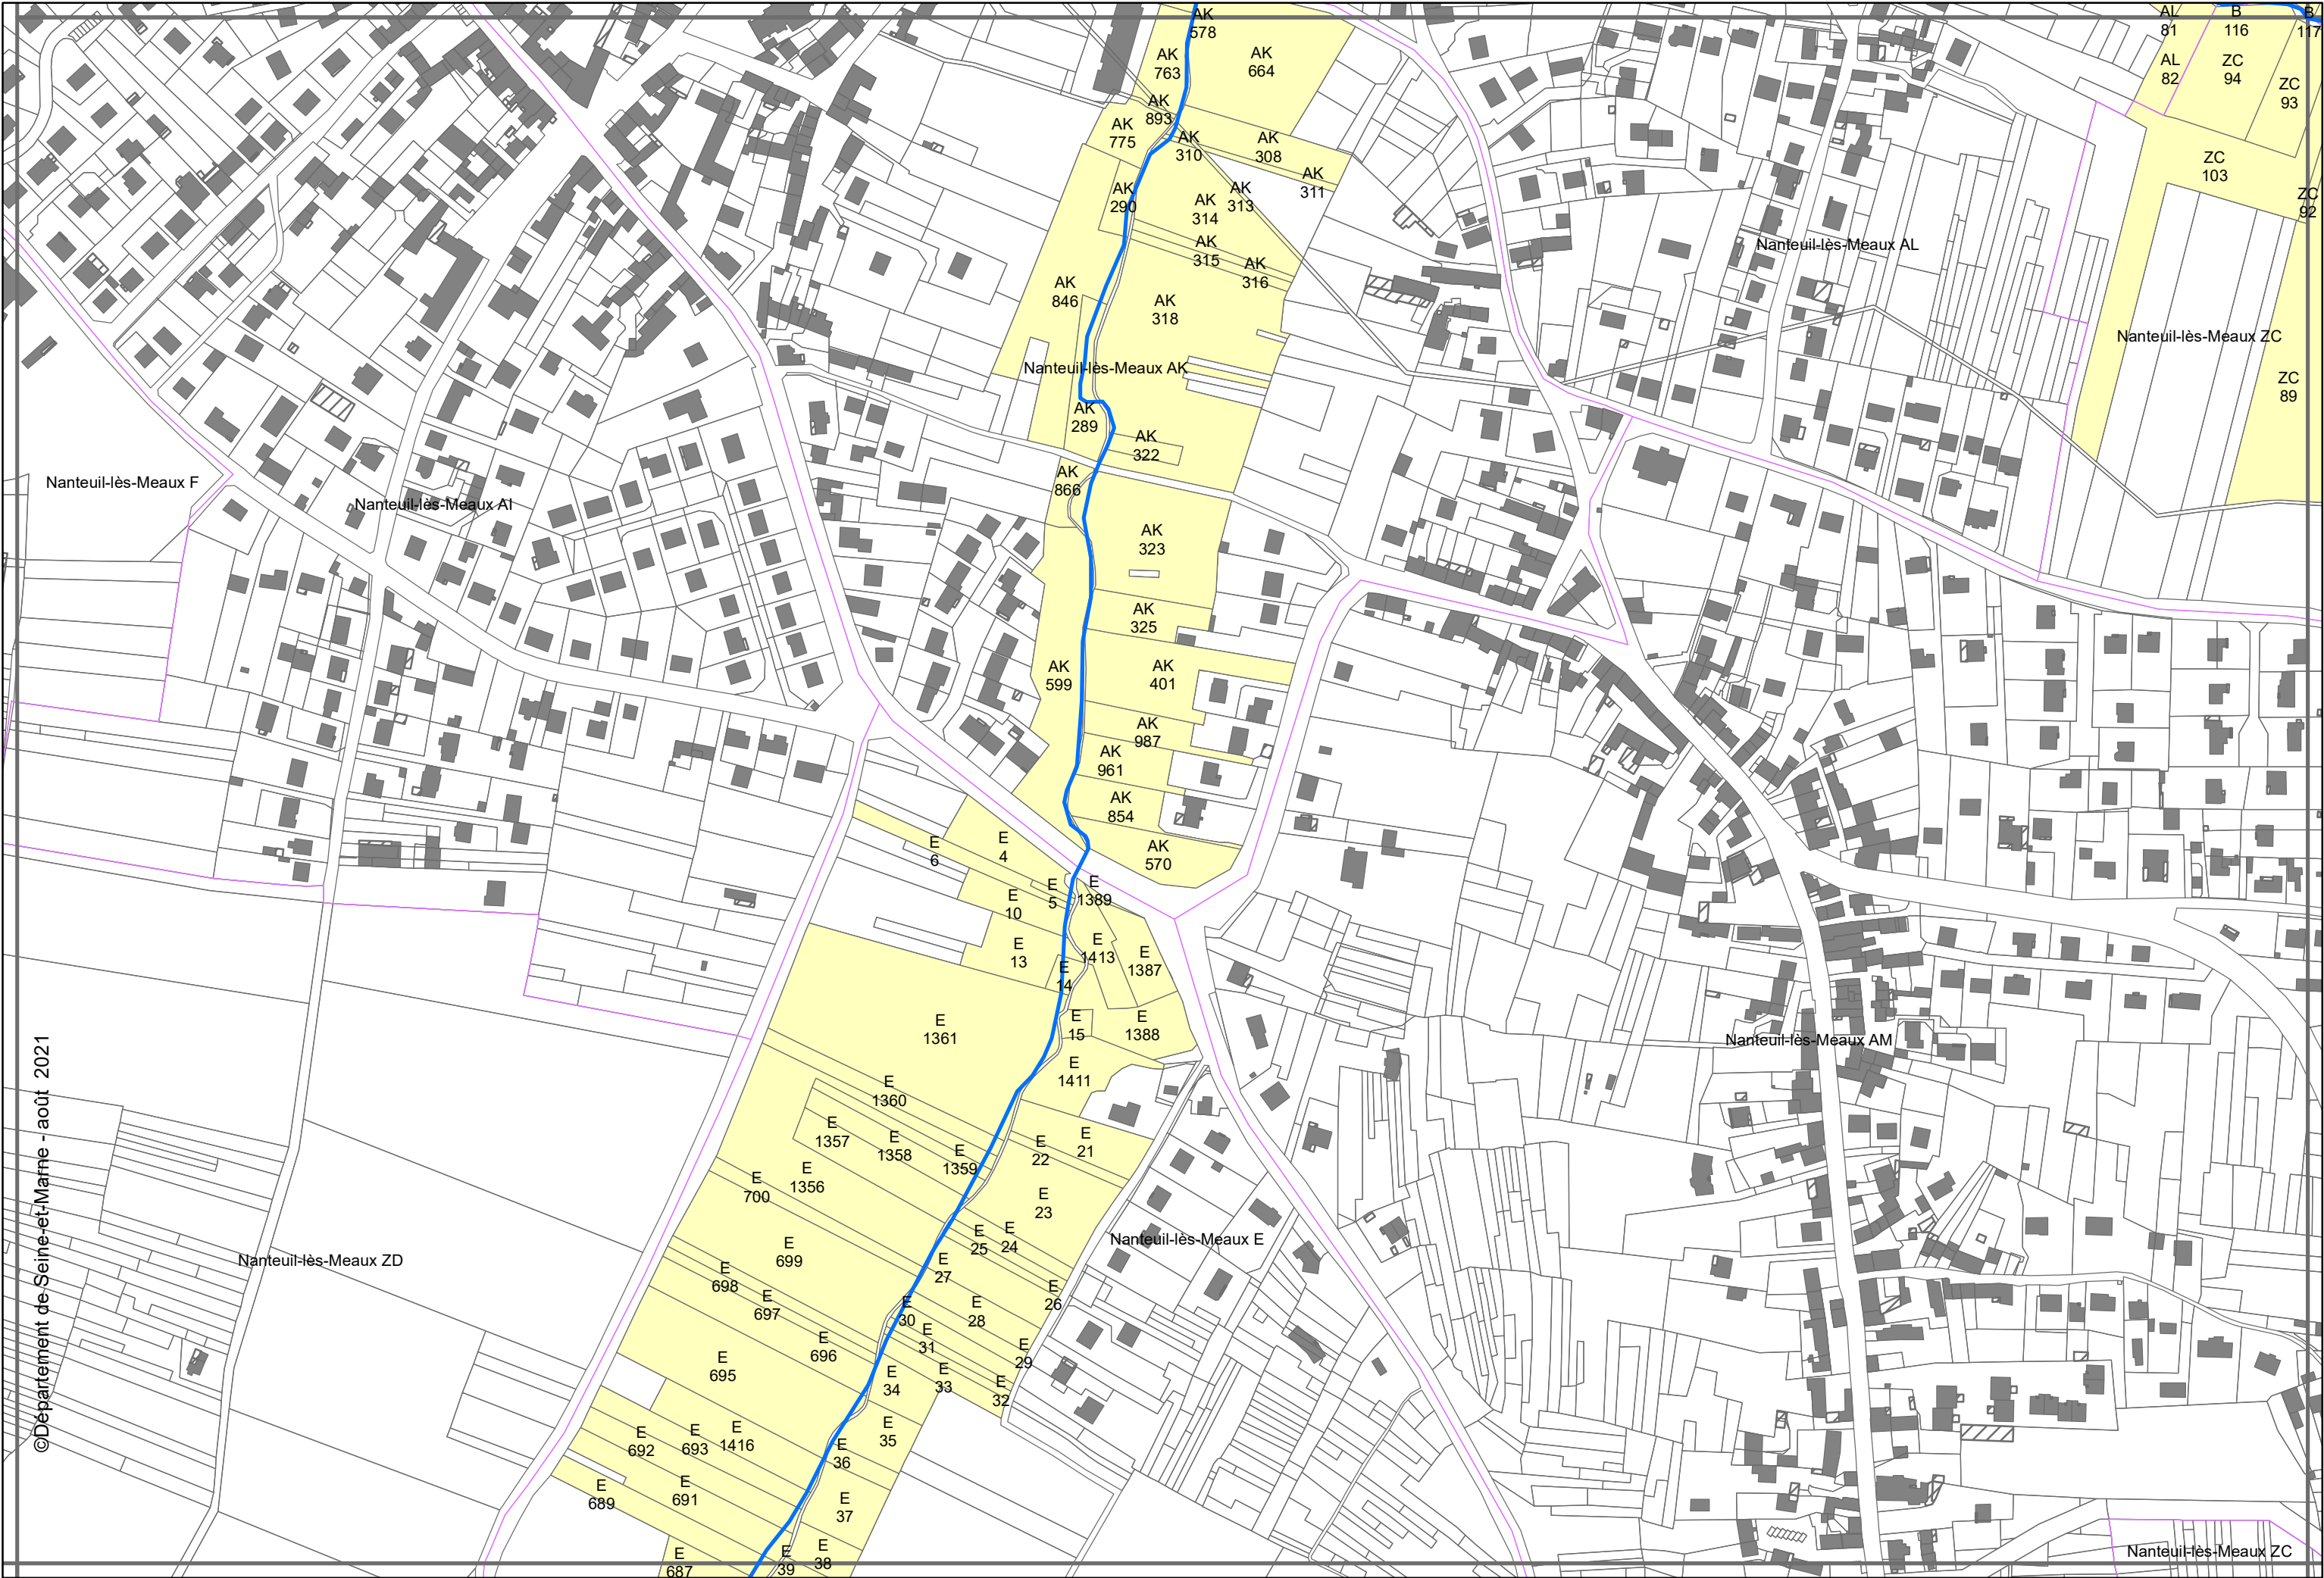 AK
578
AL
81
B
116
B
117
AK
763
AK
664
AL
82
ZC
94
ZC
93
AK
893
AK
775
AK
310
AK
308
AK
311
ZC
103
AK
290
AK
314
AK
313
ZC
92
AK
315
AK
316
Nanteuil-lès-Meaux AL
AK
846
AK
318
Nanteuil-lès-Meaux ZC
Nanteuil-lès-Meaux AK
ZC
89
AK
289
AK
322
Nanteuil-lès-Meaux F
Nanteuil-lès-Meaux AI
AK
866
AK
323
AK
325
AK
599
AK
401
AK
987
AK
961
AK
854
AK
570
E
6
E
4
E
5
E
1389
E
10
E
13
E
14
E
1413
E
1387
E
1361
E
15
E
1388
Nanteuil-lès-Meaux AM
E
1411
E
1360
E
1357
E
1358
E
1359
E
22
E
21
E
700
E
1356
E
23
E
699
E
25
E
24
Nanteuil-lès-Meaux E
Nanteuil-lès-Meaux ZD
E
698
E
697
E
27
E
26
E
30
E
28
E
31
E
696
E
29
E
695
E
34
E
33
E
32
E
692
E
693
E
1416
E
35
E
36
E
689
E
691
E
37
E
687
E
39
E
38
Nanteuil-lès-Meaux ZC
©Département de Seine-et-Marne - août 2021